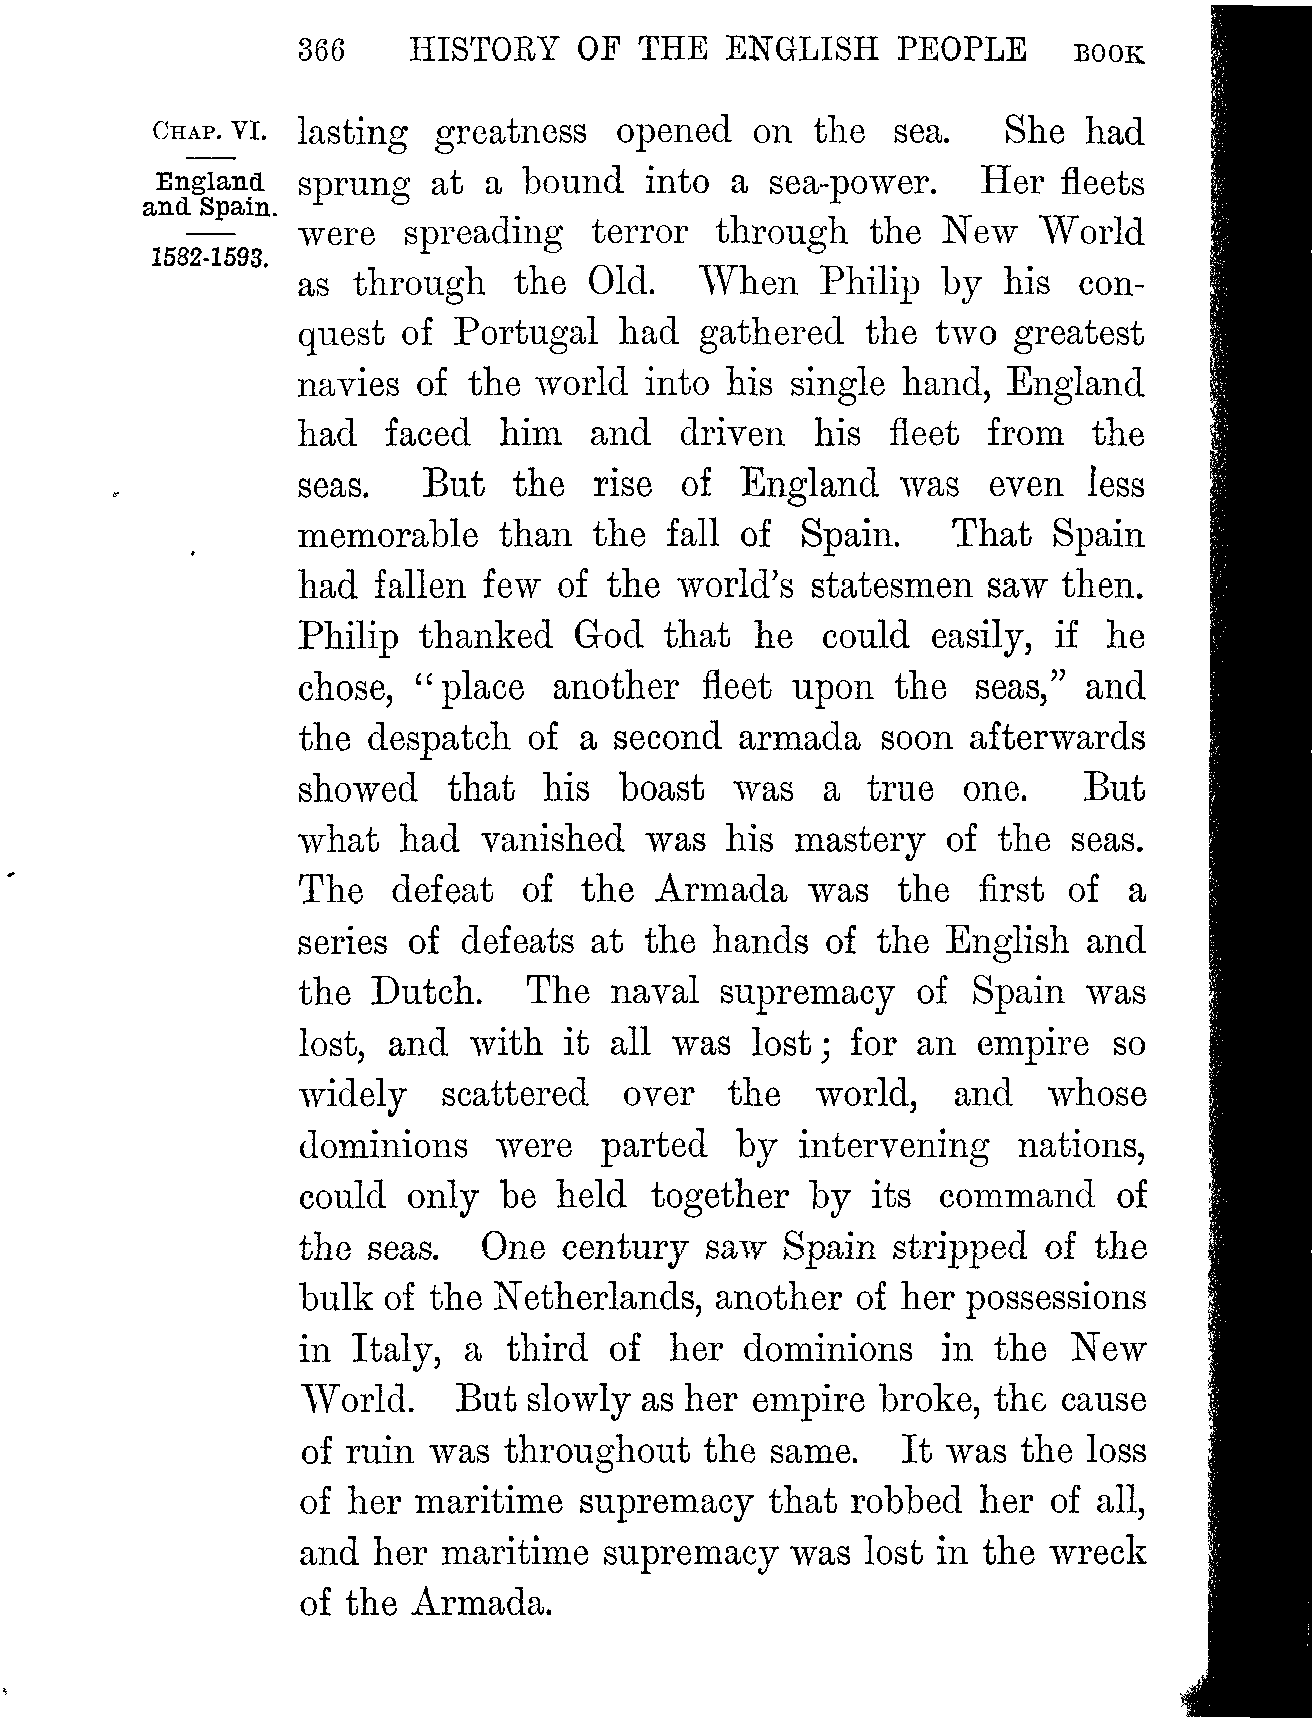 366 HISTORY OF THE ENGLISH PEOPLE BOOK
CHAP. VI.
England
and Spain.
1582-1593.
lasting greatness opened on the sea. She had
sprung at a bound into a sea-power. Her fleets
were spreading terror through the New World
as through the Old. When Philip by his con-
quest of Portugal had gathered the two greatest
navies of the world into his single hand, England
had faced him and driven his fleet from the
seas. But the rise of England was even less
memorable than the fall of Spain. That Spain
had fallen few of the world's statesmen saw then.
Philip thanked God that he could easily, if he
chose, "place another fleet upon the seas," and
the despatch of a second armada soon afterwards
showed that his boast was a true one. But
what had vanished was his mastery of the seas.
The defeat of the Armada was the first of a
series of defeats at the hands of the English and
the Dutch. The naval supremacy of Spain was
lost, and with it all was lost; for an empire so
widely scattered over the world, and whose
dominions were parted by intervening nations,
could only be held together by its command of
the seas. One century saw Spain stripped of the
bulk of the Netherlands, another of her possessions
in Italy, a third of her dominions in the New
World. But slowly as her empire broke, the cause
of ruin was throughout the same. It was the loss
of her maritime supremacy that robbed her of all,
and her maritime supremacy was lost in the wreck
of the Armada.